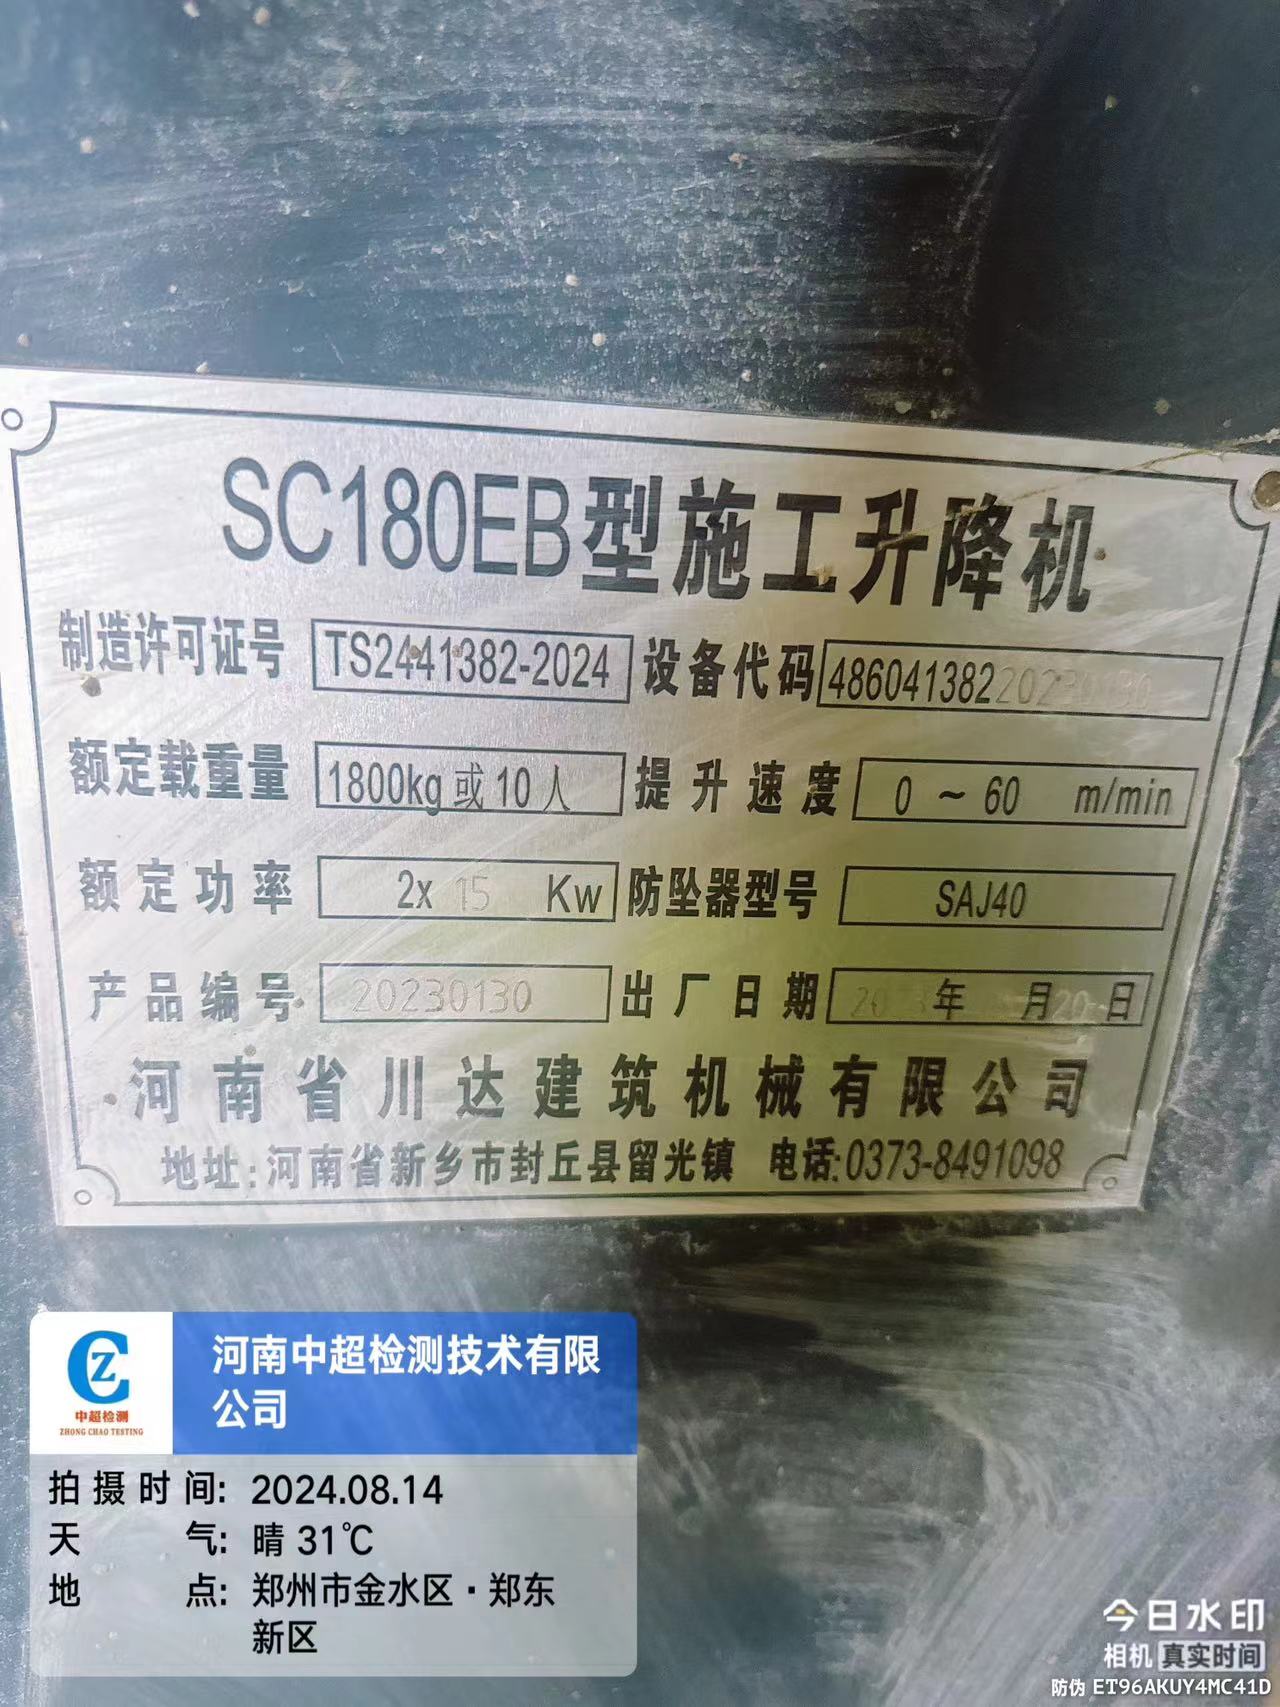 SC180EB型施工升降机
制造许可证号 TS2441382-2024 设备代码 48604138220230130
额定载重量 1800kg或10人 提升速度 0~60 m/min
额定功率 2x 15 Kw 防坠器型号 SAJ40
产品编号 20230130 出厂日期 年 月20日
河南省川达建筑机械有限公司
地址:河南省新乡市封丘县留光镇 电话:0373-8491098
河南中超检测技术有限
公司
中超检测
ZHONG CHAO TESTING
拍摄时间: 2024.08.14
天气: 晴 31℃
地点: 郑州市金水区·郑东
新区
今日水印
相机 真实时间
防伪 ET96AKUY4MC41D